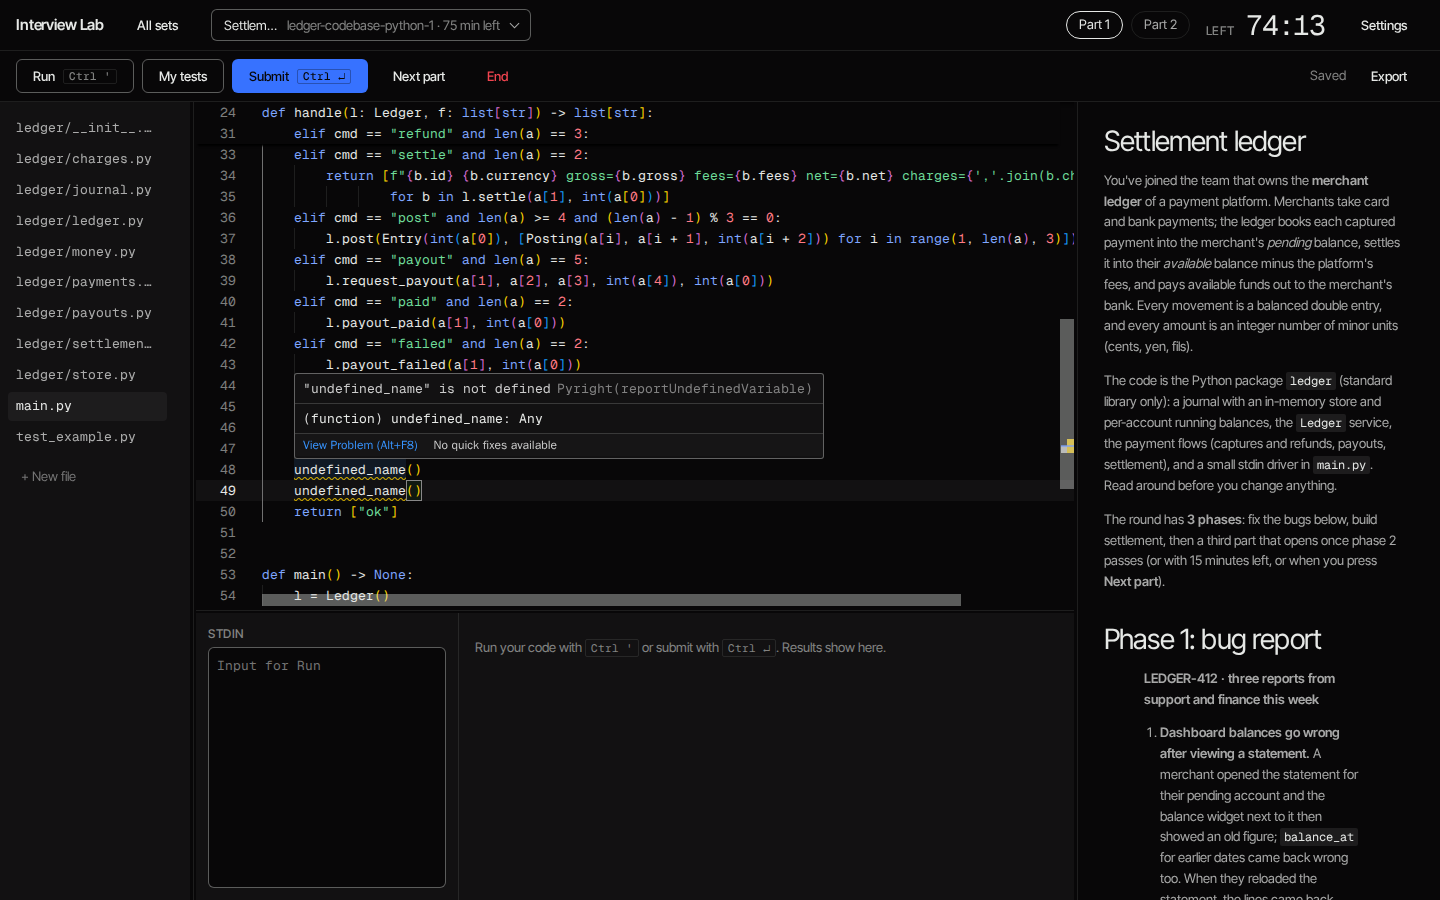 Interview Lab
All sets
Settlem... ledger-codebase-python-1 · 75 min left
Part 1
Part 2
LEFT 74:13
Settings
Run Ctrl '
My tests
Submit Ctrl ↵
Next part
End
Saved
Export
ledger/__init__.…
ledger/charges.py
ledger/journal.py
ledger/ledger.py
ledger/money.py
ledger/payments.…
ledger/payouts.py
ledger/settlemen…
ledger/store.py
main.py
test_example.py
+ New file
24 def handle(l: Ledger, f: list[str]) -> list[str]:
31 elif cmd == "refund" and len(a) == 3:
33 elif cmd == "settle" and len(a) == 2:
34 return [f"{b.id} {b.currency} gross={b.gross} fees={b.fees} net={b.net} charges={','.join(b.ch
35 for b in l.settle(a[1], int(a[0]))]
36 elif cmd == "post" and len(a) >= 4 and (len(a) - 1) % 3 == 0:
37 l.post(Entry(int(a[0]), [Posting(a[i], a[i + 1], int(a[i + 2])) for i in range(1, len(a), 3)])
38 elif cmd == "payout" and len(a) == 5:
39 l.request_payout(a[1], a[2], a[3], int(a[4]), int(a[0]))
40 elif cmd == "paid" and len(a) == 2:
41 l.payout_paid(a[1], int(a[0]))
42 elif cmd == "failed" and len(a) == 2:
43 l.payout_failed(a[1], int(a[0]))
44
45
46
47
"undefined_name" is not defined Pyright(reportUndefinedVariable)
(function) undefined_name: Any
View Problem (Alt+F8) No quick fixes available
48 undefined_name()
49 undefined_name()
50 return ["ok"]
51
52
53 def main() -> None:
54 l = Ledger()
STDIN
Input for Run
Run your code with Ctrl ' or submit with Ctrl ↵. Results show here.
Settlement ledger
You've joined the team that owns the merchant
ledger of a payment platform. Merchants take card
and bank payments; the ledger books each captured
payment into the merchant's pending balance, settles
it into their available balance minus the platform's
fees, and pays available funds out to the merchant's
bank. Every movement is a balanced double entry,
and every amount is an integer number of minor units
(cents, yen, fils).
The code is the Python package ledger (standard
library only): a journal with an in-memory store and
per-account running balances, the Ledger service,
the payment flows (captures and refunds, payouts,
settlement), and a small stdin driver in main.py.
Read around before you change anything.
The round has 3 phases: fix the bugs below, build
settlement, then a third part that opens once phase 2
passes (or with 15 minutes left, or when you press
Next part).
Phase 1: bug report
LEDGER-412 · three reports from
support and finance this week
1. Dashboard balances go wrong
after viewing a statement. A
merchant opened the statement for
their pending account and the
balance widget next to it then
showed an old figure; balance_at
for earlier dates came back wrong
too. When they reloaded the
statement, the lines came back